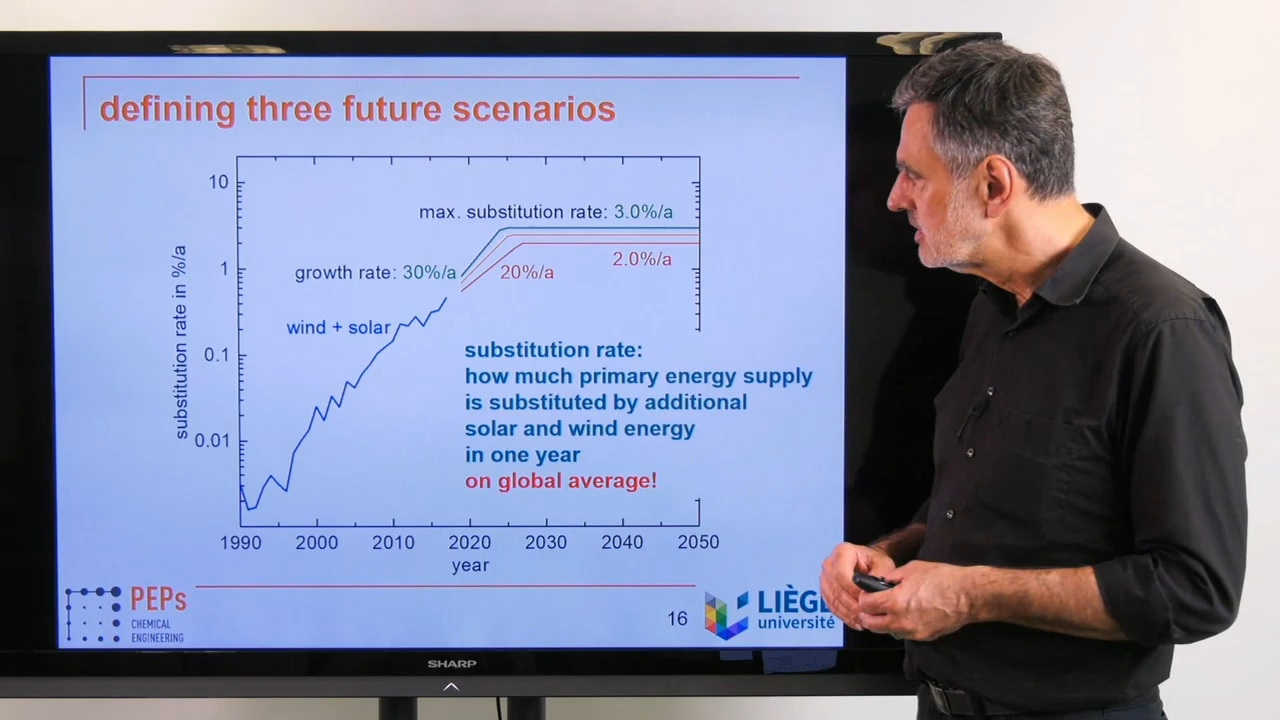 defining three future scenarios
10
1
0.1
0.01
substitution rate in %/a
max. substitution rate: 3.0%/a
growth rate: 30%/a
20%/a
2.0%/a
wind + solar
substitution rate:
how much primary energy supply
is substituted by additional
solar and wind energy
in one year
on global average!
1990 2000 2010 2020 2030 2040 2050
year
PEPs
CHEMICAL
ENGINEERING
16
LIÈGE
université
SHARP